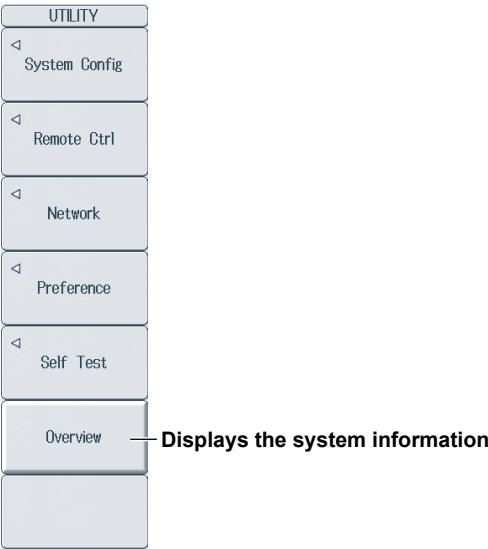 UTILITY
System Config
Remote Ctrl
Network
Preference
Self Test
Overview
Displays the system information